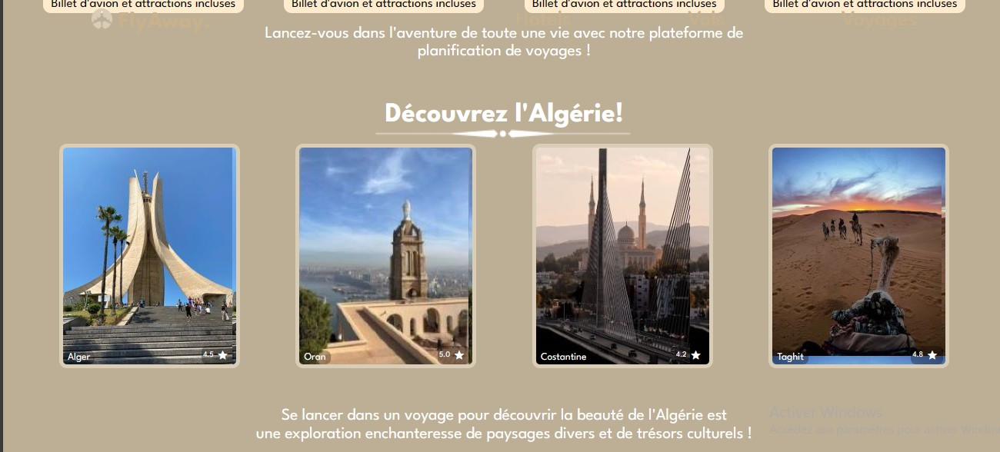 Billet d'avion et attractions incluses
Billet d'avion et attractions incluses
Billet d'avion et attractions incluses
Billet d'avion et attractions incluses
FlyAway.
Hotels
Vols
Voyages
Lancez-vous dans l'aventure de toute une vie avec notre plateforme de
planification de voyages !
Découvrez l'Algérie!
Alger
4.5
Oran
5.0
Costantine
4.2
Taghit
4.8
Se lancer dans un voyage pour découvrir la beauté de l'Algérie est
une exploration enchanteresse de paysages divers et de trésors culturels !
Activer Windows
Accédez aux paramètres pour activer Window